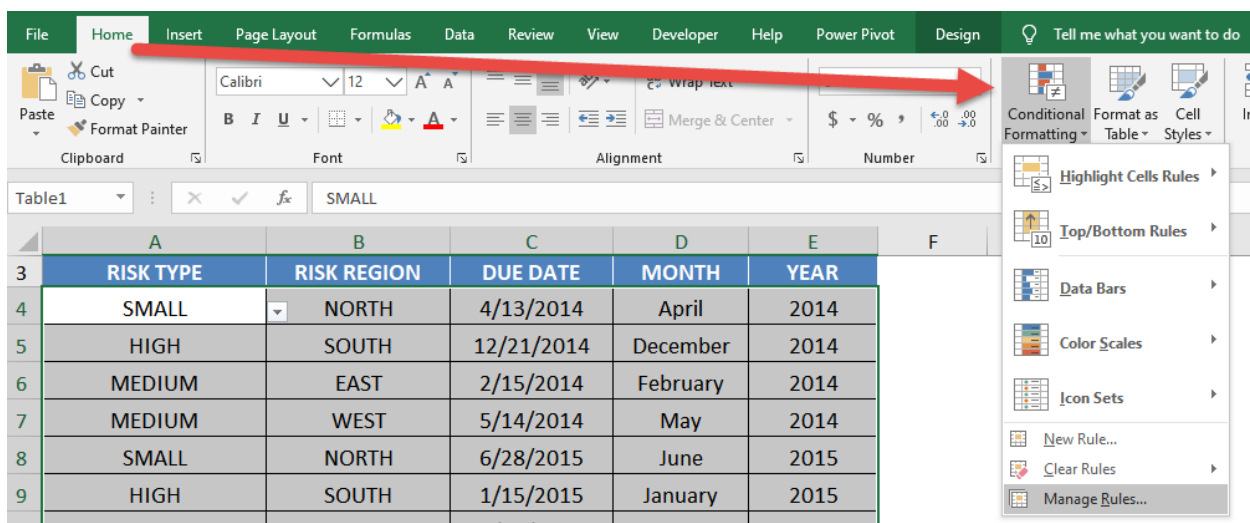 File Home Insert Page Layout Formulas Data Review View Developer Help Power Pivot Design Tell me what you want to do
Cut
Copy
Format Painter
Paste
Clipboard
Calibri 12 A A
B I U A
Font
Wrap Text
Merge & Center
Alignment
$ % , .0 .00 .00 .0
Number
Conditional Formatting
Format as Table
Cell Styles
Table1 fx SMALL
A B C D E F
3 RISK TYPE RISK REGION DUE DATE MONTH YEAR
4 SMALL NORTH 4/13/2014 April 2014
5 HIGH SOUTH 12/21/2014 December 2014
6 MEDIUM EAST 2/15/2014 February 2014
7 MEDIUM WEST 5/14/2014 May 2014
8 SMALL NORTH 6/28/2015 June 2015
9 HIGH SOUTH 1/15/2015 January 2015
Highlight Cells Rules
10 Top/Bottom Rules
Data Bars
Color Scales
Icon Sets
New Rule...
Clear Rules
Manage Rules...